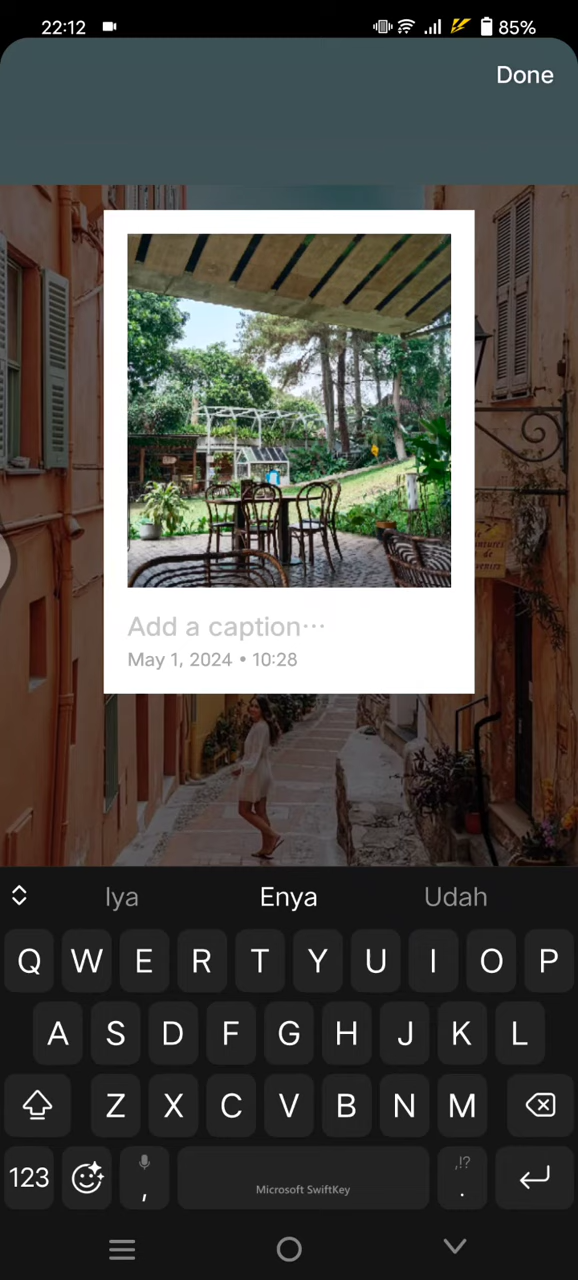 22:12 85%
Done
Add a caption...
May 1, 2024 • 10:28
Iya Enya Udah
Q W E R T Y U I O P
A S D F G H J K L
Z X C V B N M
123 , Microsoft SwiftKey ,!? .